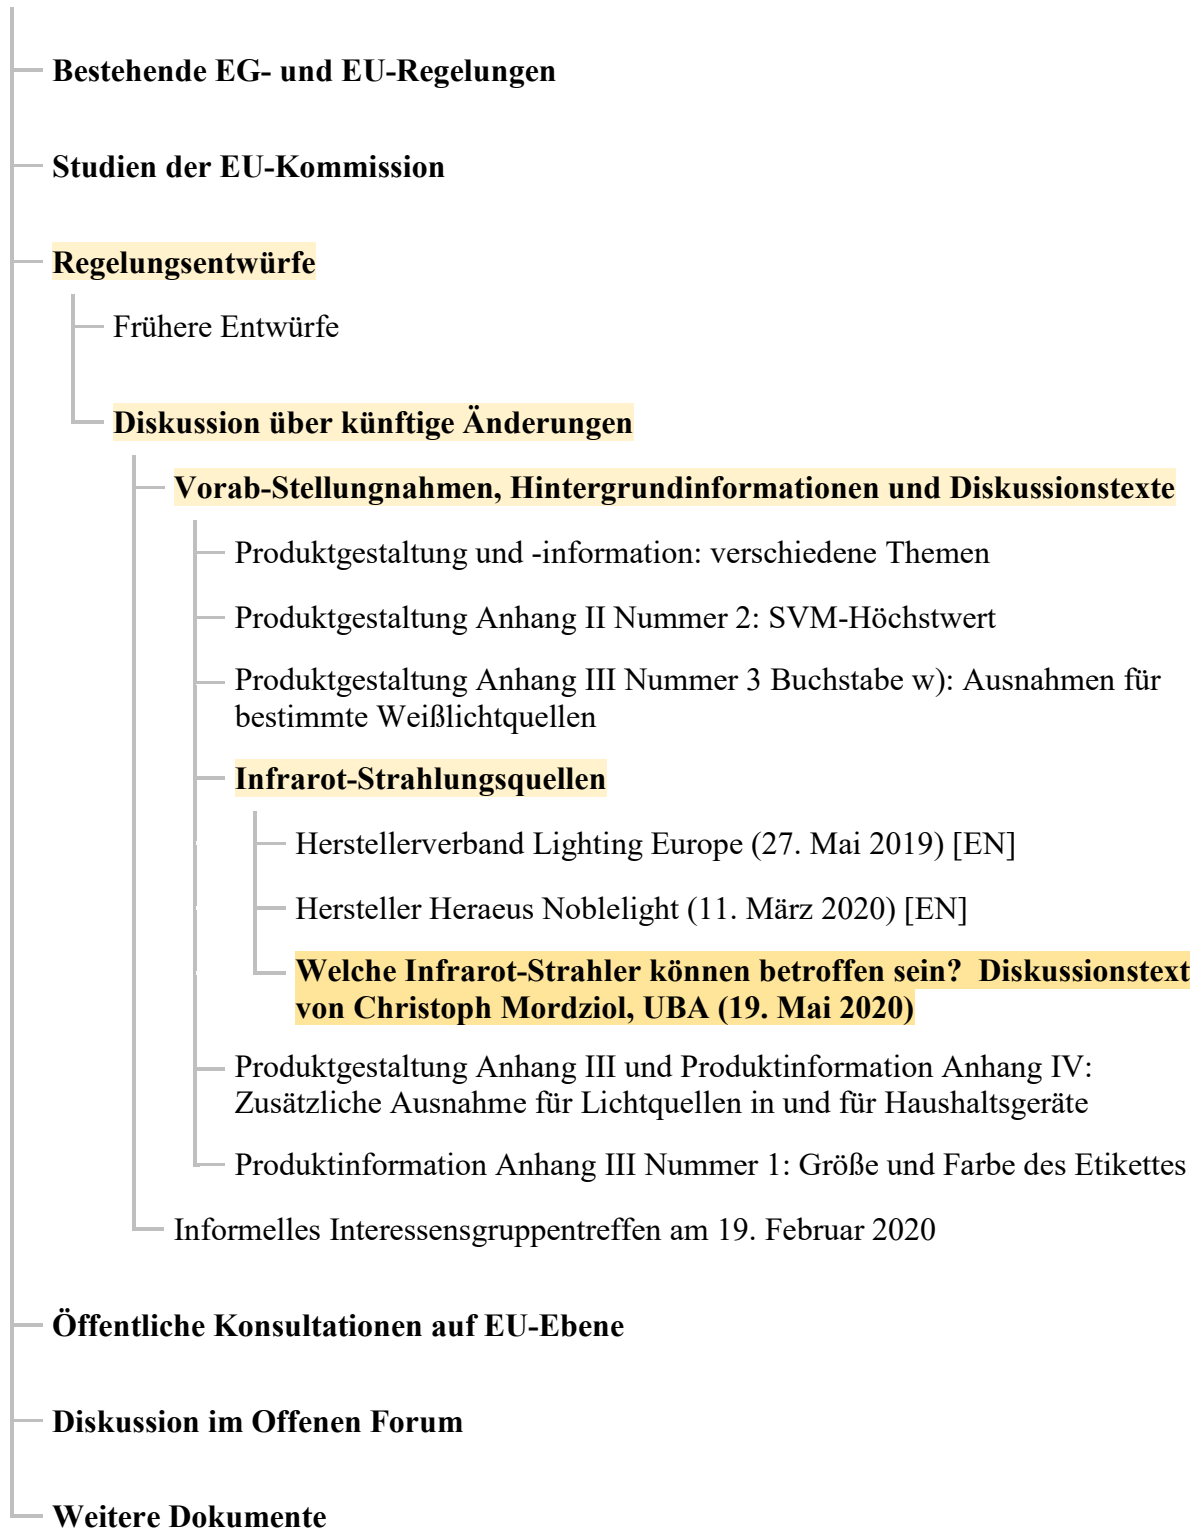 Bestehende EG- und EU-Regelungen
Studien der EU-Kommission
Regelungsentwürfe
Frühere Entwürfe
Diskussion über künftige Änderungen
Vorab-Stellungnahmen, Hintergrundinformationen und Diskussionstexte
Produktgestaltung und -information: verschiedene Themen
Produktgestaltung Anhang II Nummer 2: SVM-Höchstwert
Produktgestaltung Anhang III Nummer 3 Buchstabe w): Ausnahmen für
bestimmte Weißlichtquellen
Infrarot-Strahlungsquellen
Herstellerverband Lighting Europe (27. Mai 2019) [EN]
Hersteller Heraeus Noblelight (11. März 2020) [EN]
Welche Infrarot-Strahler können betroffen sein?  Diskussionstext
von Christoph Mordziol, UBA (19. Mai 2020)
Produktgestaltung Anhang III und Produktinformation Anhang IV:
Zusätzliche Ausnahme für Lichtquellen in und für Haushaltsgeräte
Produktinformation Anhang III Nummer 1: Größe und Farbe des Etikettes
Informelles Interessensgruppentreffen am 19. Februar 2020
Öffentliche Konsultationen auf EU-Ebene
Diskussion im Offenen Forum
Weitere Dokumente